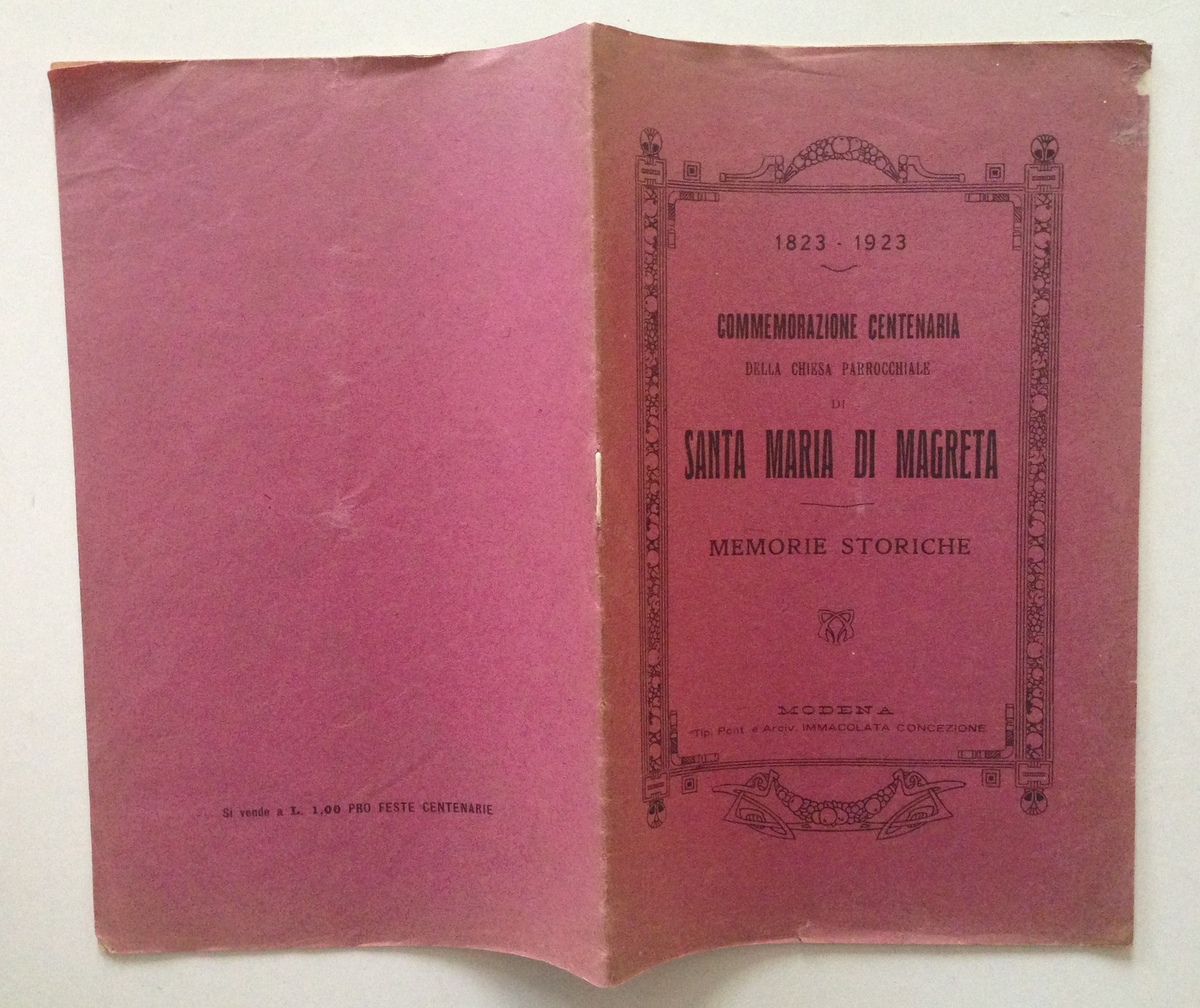 Si vende a L. 1,00 PRO FESTE CENTENARIE
1823 - 1923
COMMEMORAZIONE CENTENARIA
DELLA CHIESA PARROCCHIALE
DI
SANTA MARIA DI MAGRETA
MEMORIE STORICHE
MODENA
Tip. Pont. e Arciv. IMMACOLATA CONCEZIONE